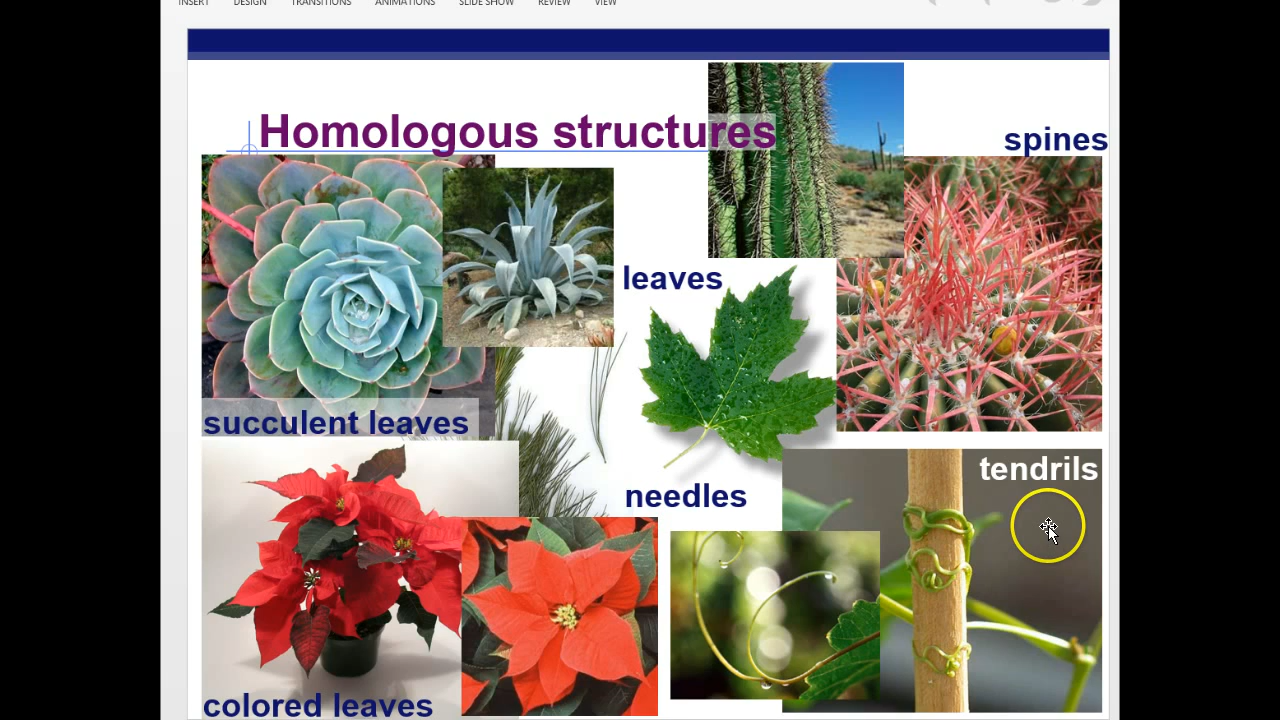 INSERT DESIGN TRANSITIONS ANIMATIONS SLIDE SHOW REVIEW VIEW
Homologous structures
spines
leaves
succulent leaves
tendrils
needles
colored leaves